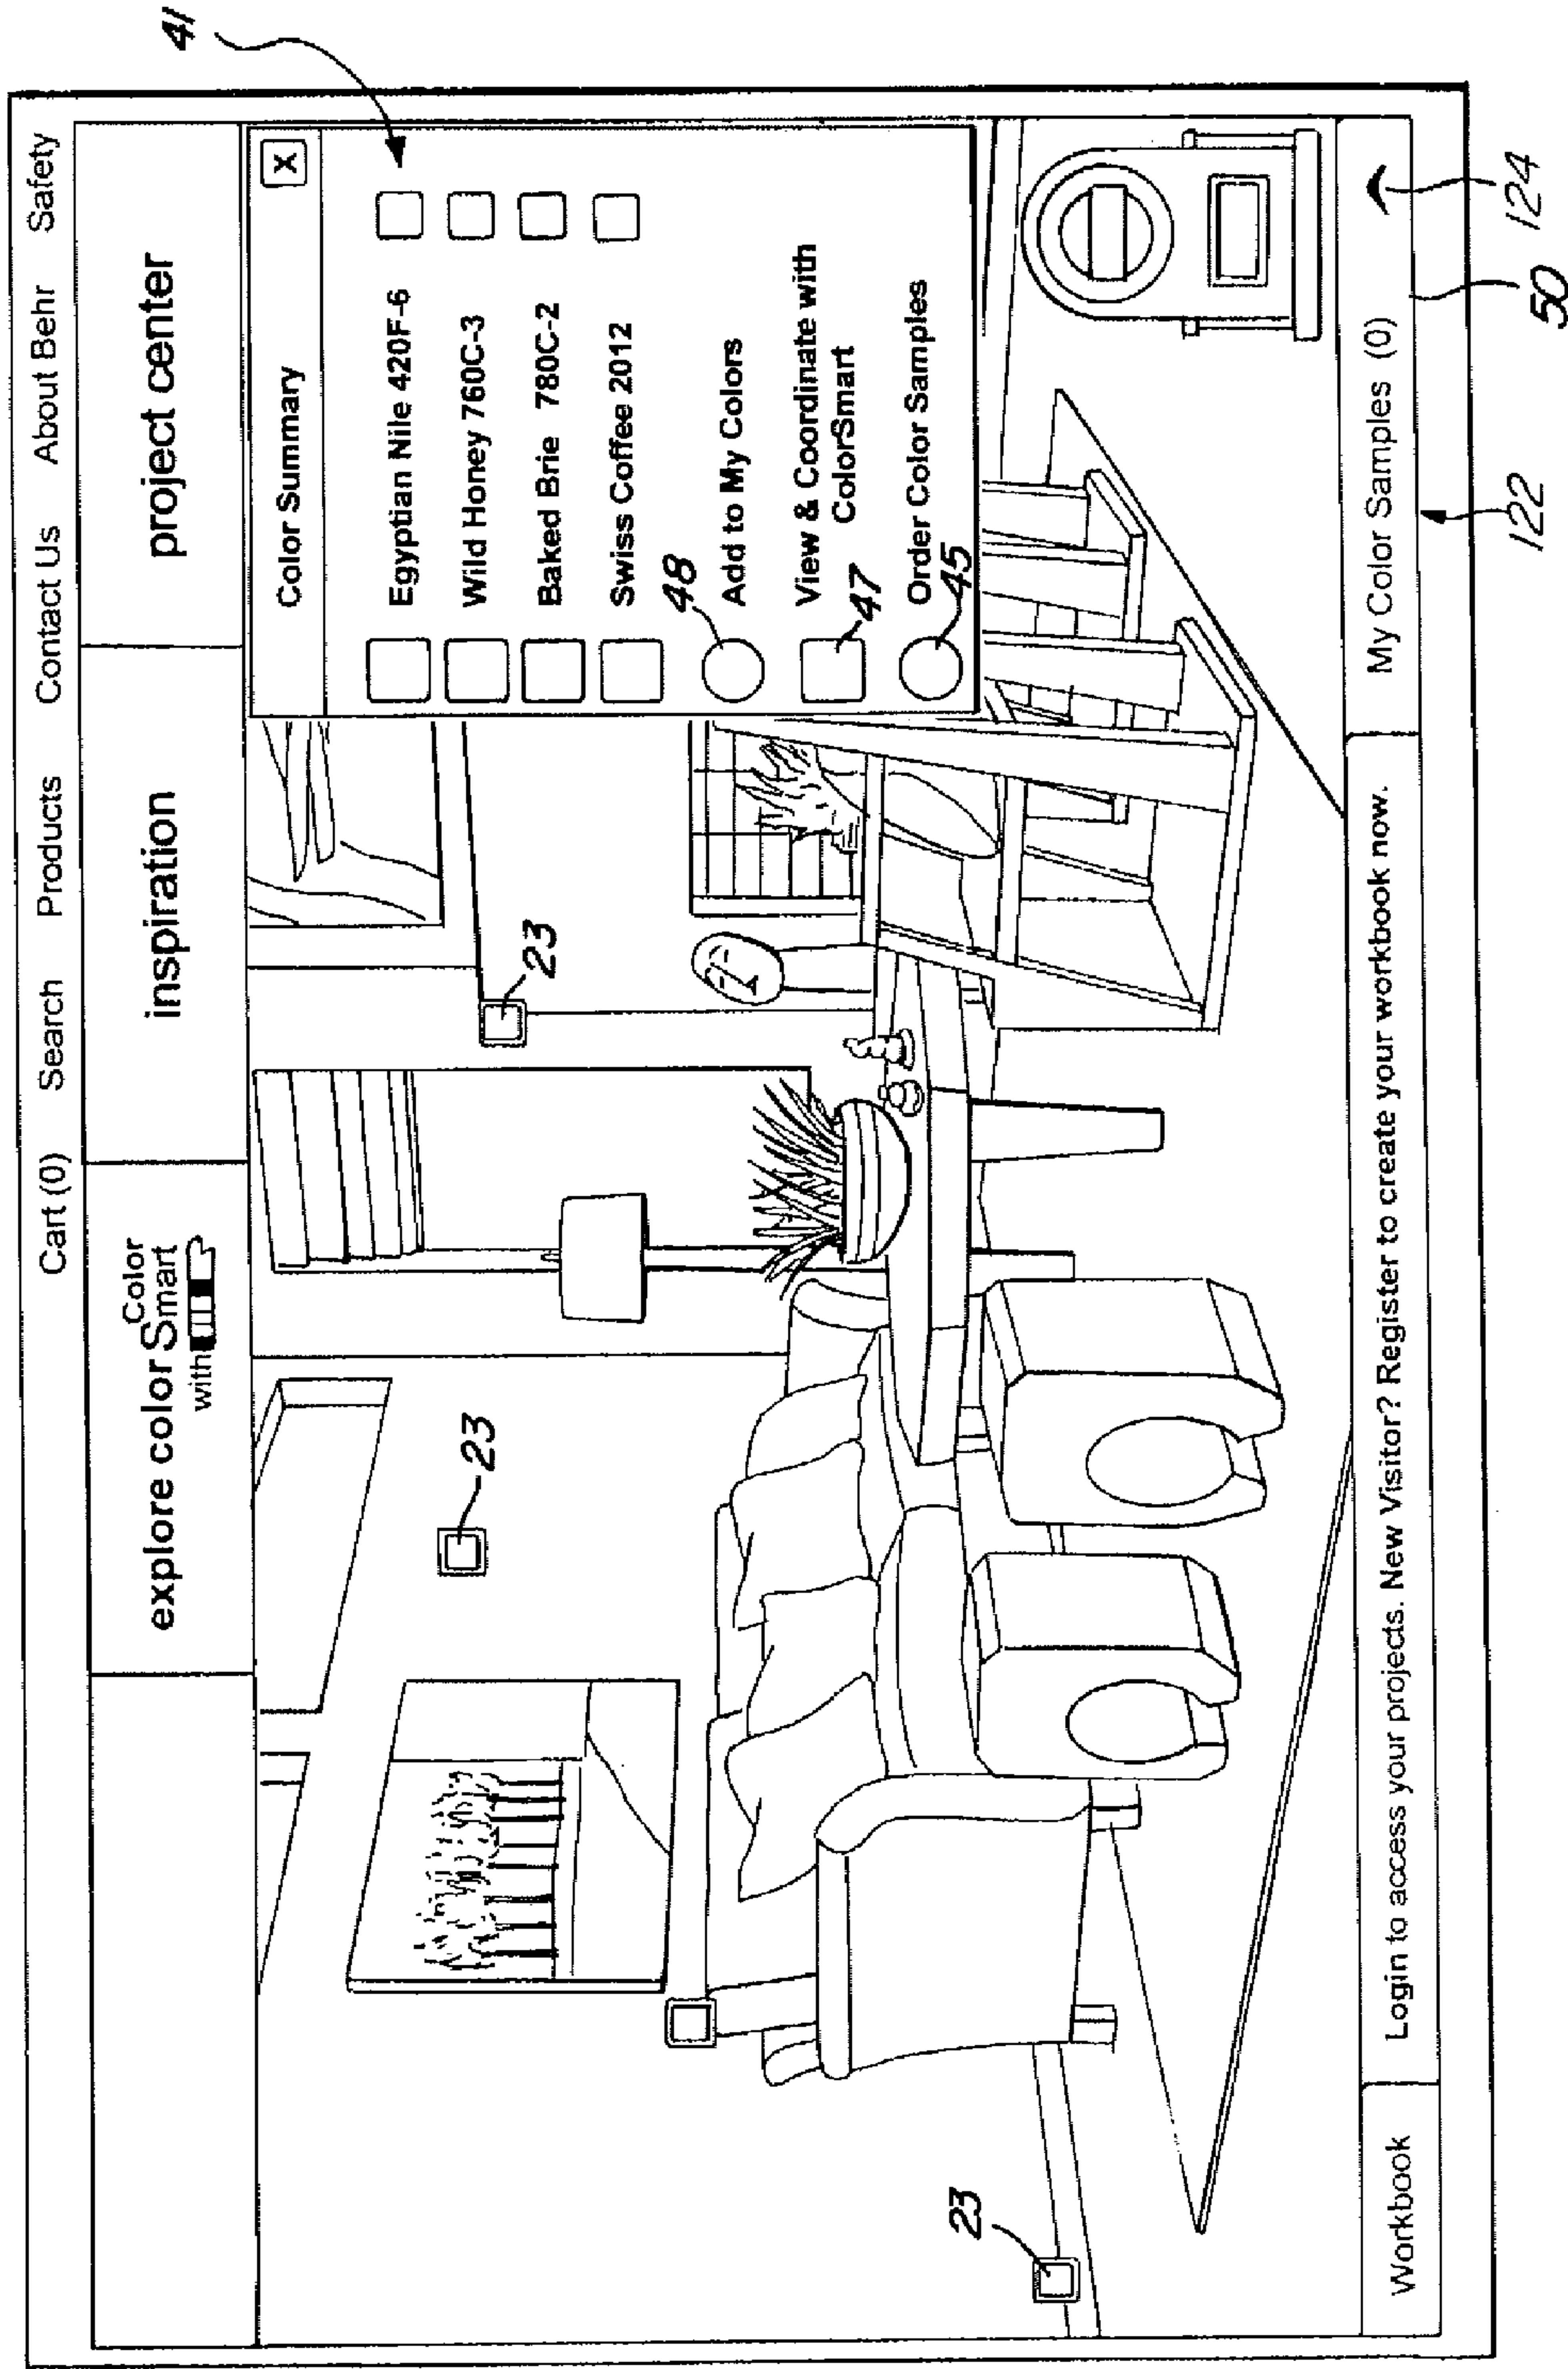 Cart (0) Search Products Contact Us About Behr Safety
explore color
with
Color
Smart
inspiration
project center
41
Color Summary
X
Egyptian Nile 420F-6
Wild Honey 760C-3
Baked Brie 780C-2
Swiss Coffee 2012
48
Add to My Colors
View & Coordinate with
ColorSmart
47
Order Color Samples
45
23
23
23
Workbook
Login to access your projects. New Visitor? Register to create your workbook now.
My Color Samples (0)
122
50
124